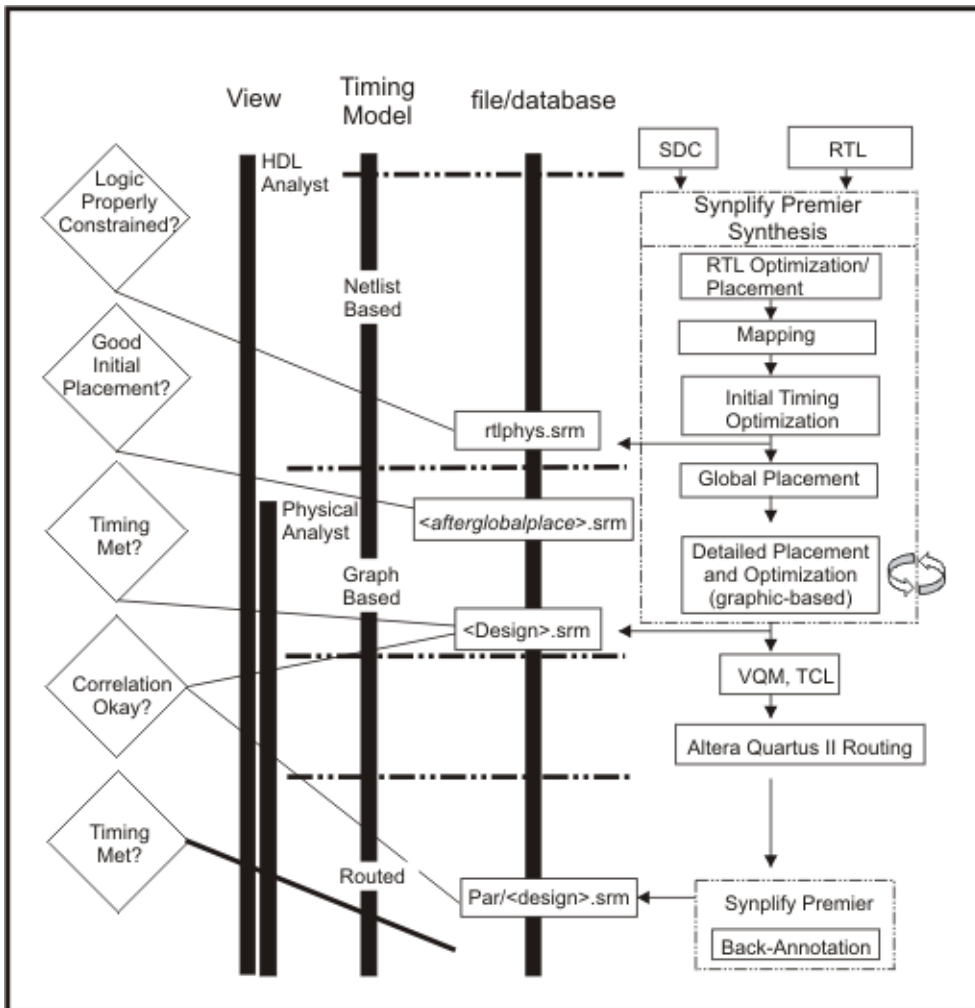 View
Timing
Model
file/database
SDC
RTL
HDL
Analyst
Logic
Properly
Constrained?
Synplify Premier
Synthesis
RTL Optimization/
Placement
Netlist
Based
Mapping
Good
Initial
Placement?
Initial Timing
Optimization
rtlphys.srm
Global Placement
Physical
Analyst
<afterglobalplace>.srm
Timing
Met?
Graph
Based
Detailed Placement
and Optimization
(graphic-based)
<Design>.srm
Correlation
Okay?
VQM, TCL
Altera Quartus II Routing
Timing
Met?
Routed
Par/<design>.srm
Synplify Premier
Back-Annotation